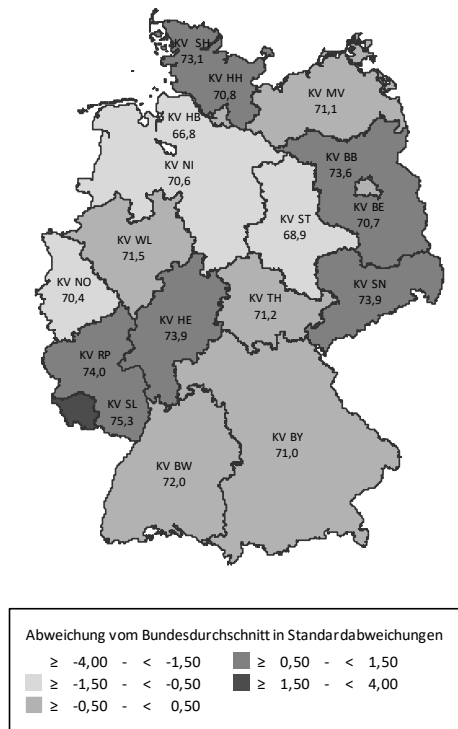 KV SH
73,1
KV HH
70,8
KV MV
71,1
KV HB
66,8
KV BB
73,6
KV NI
70,6
KV BE
70,7
KV ST
68,9
KV WL
71,5
KV NO
70,4
KV SN
73,9
KV TH
71,2
KV HE
73,9
KV RP
74,0
KV SL
75,3
KV BY
71,0
KV BW
72,0
Abweichung vom Bundesdurchschnitt in Standardabweichungen
≥ -4,00 - < -1,50
≥ -1,50 - < -0,50
≥ -0,50 - < 0,50
≥ 0,50 - < 1,50
≥ 1,50 - < 4,00